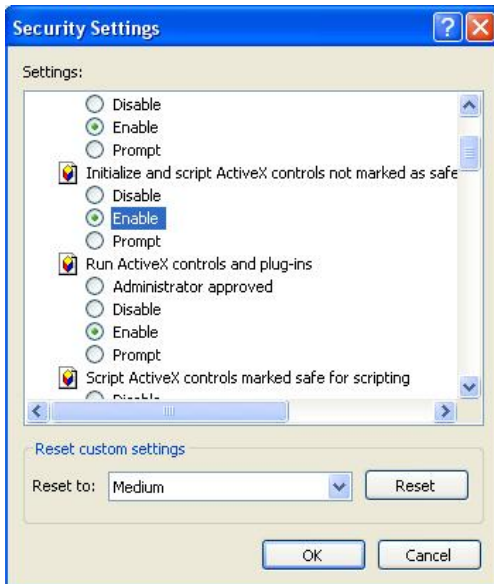 Security Settings
Settings:
Disable
Enable
Prompt
Initialize and script ActiveX controls not marked as safe
Disable
Enable
Prompt
Run ActiveX controls and plug-ins
Administrator approved
Disable
Enable
Prompt
Script ActiveX controls marked safe for scripting
Reset custom settings
Reset to: Medium Reset
OK Cancel